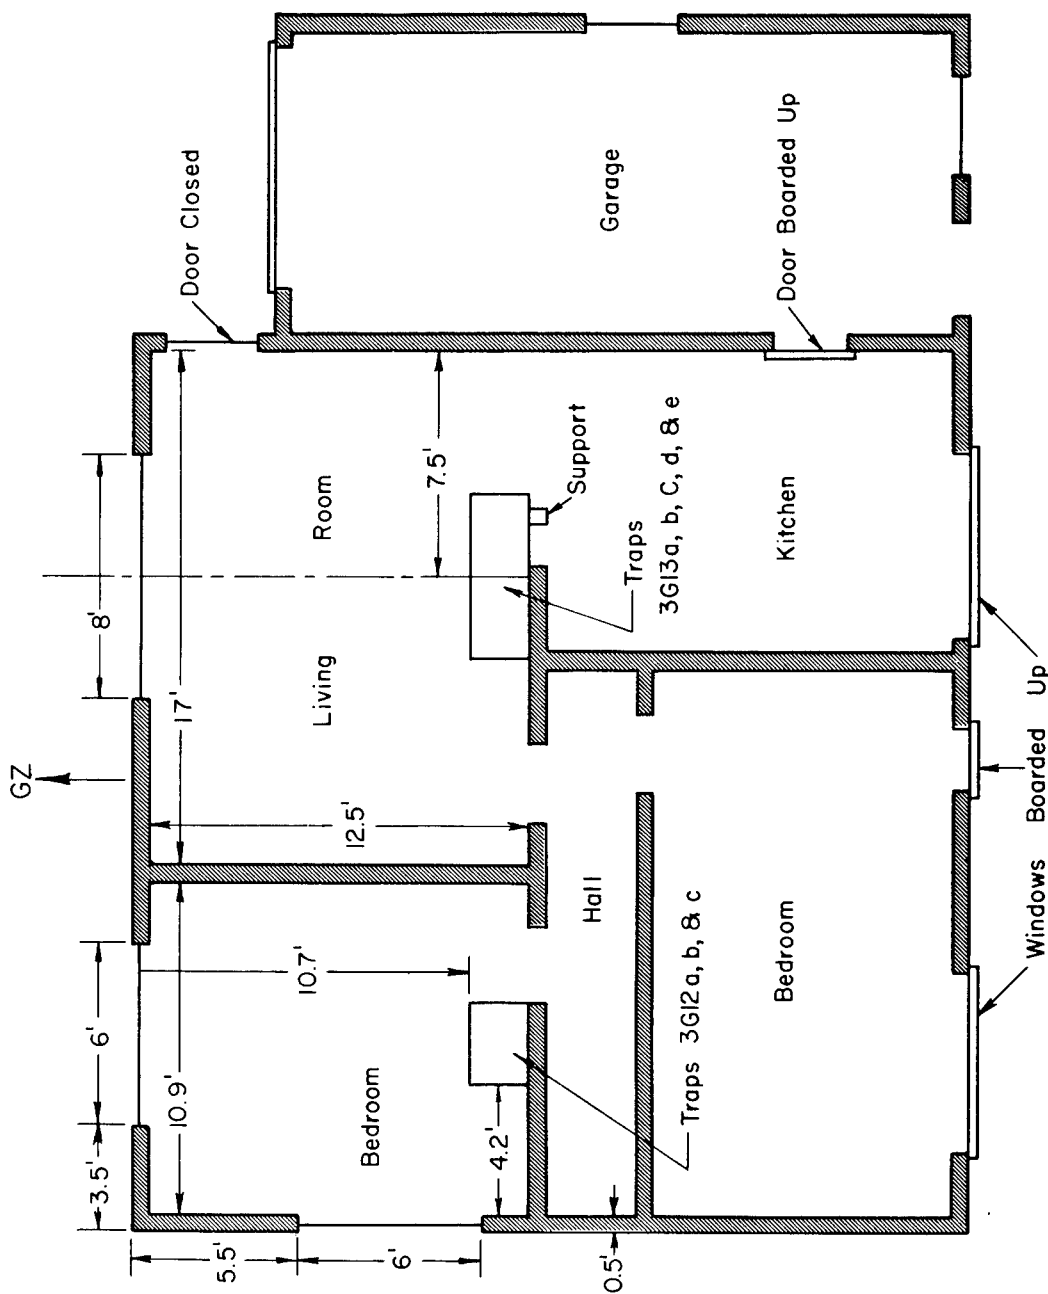 GZ
8'
Door Closed
17'
6'
3.5'
10.9'
12.5'
10.7'
Living Room
7.5'
Garage
Door Boarded Up
Support
Bedroom
4.2'
5.5'
6'
0.5'
Hall
Traps
3G13a, b, C, d, & e
Traps 3G12a, b, & c
Kitchen
Bedroom
Windows Boarded Up